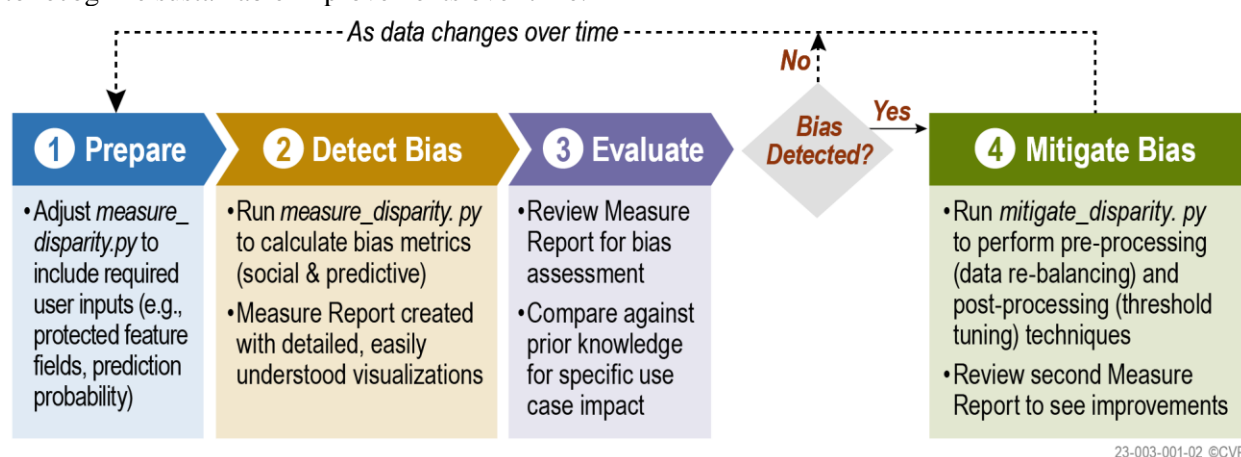 As data changes over time
No
1 Prepare
2 Detect Bias
3 Evaluate
Bias
Detected?
Yes
4 Mitigate Bias
•Adjust measure_
disparity.py to
include required
user inputs (e.g.,
protected feature
fields, prediction
probability)
•Run measure_disparity. py
to calculate bias metrics
(social & predictive)
•Measure Report created
with detailed, easily
understood visualizations
•Review Measure
Report for bias
assessment
•Compare against
prior knowledge
for specific use
case impact
•Run mitigate_disparity. py
to perform pre-processing
(data re-balancing) and
post-processing (threshold
tuning) techniques
•Review second Measure
Report to see improvements
23-003-001-02 ©CVP